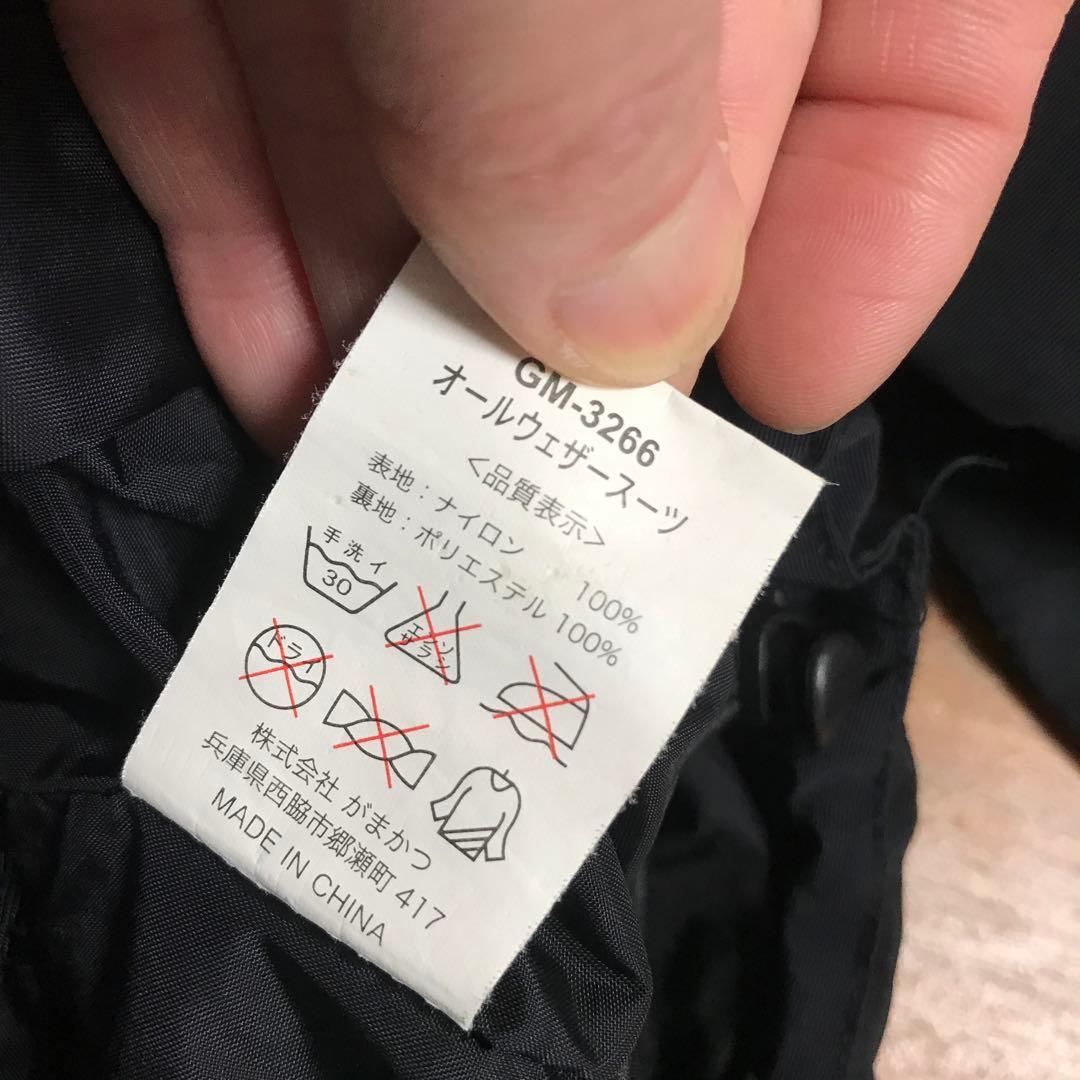 GM-3266
オールウェザースーツ
<品質表示>
表地:ナイロン 100%
裏地:ポリエステル 100%
手洗イ
30
エンソ
サラシ
ドライ
株式会社 がまかつ
兵庫県西脇市郷瀬町 417
MADE IN CHINA